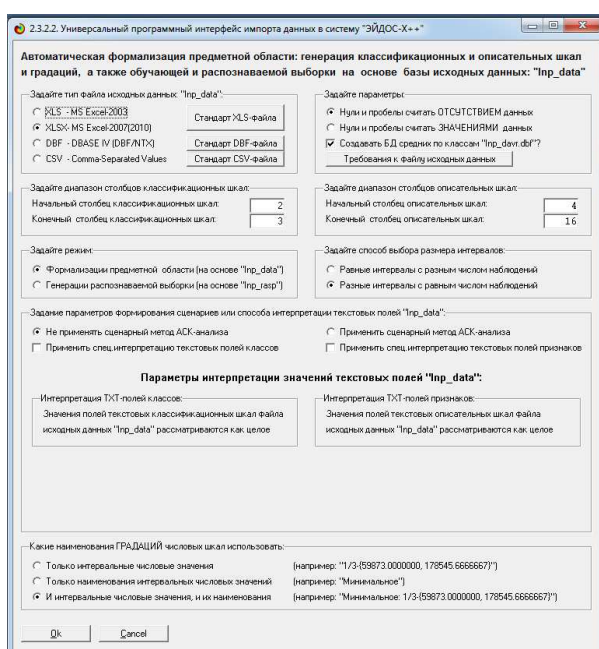 2.3.2.2. Универсальный программный интерфейс импорта данных в систему "ЭЙДОС-X++"
Автоматическая формализация предметной области: генерация классификационных и описательных шкал
и градаций, а также обучающей и распознаваемой выборки на основе базы исходных данных: "Inp_data"
Задайте тип файла исходных данных: "Inp_data":
XLS - MS Excel-2003
XLSX- MS Excel-2007(2010)
DBF - DBASE IV (DBF/NTX)
CSV - Comma-Separated Values
Стандарт XLS-файла
Стандарт DBF-файла
Стандарт CSV-файла
Задайте параметры:
Нули и пробелы считать ОТСУТСТВИЕМ данных
Нули и пробелы считать ЗНАЧЕНИЯМИ данных
Создавать БД средних по классам "Inp_davr.dbf"?
Требования к файлу исходных данных
Задайте диапазон столбцов классификационных шкал:
Начальный столбец классификационных шкал: 2
Конечный столбец классификационных шкал: 3
Задайте диапазон столбцов описательных шкал:
Начальный столбец описательных шкал: 4
Конечный столбец описательных шкал: 16
Задайте режим:
Формализации предметной области (на основе "Inp_data")
Генерации распознаваемой выборки (на основе "Inp_rasp")
Задайте способ выбора размера интервалов:
Равные интервалы с разным числом наблюдений
Разные интервалы с равным числом наблюдений
Задание параметров формирования сценариев или способа интерпретации текстовых полей "Inp_data":
Не применять сценарный метод АСК-анализа
Применить спец.интерпретацию текстовых полей классов
Применить сценарный метод АСК-анализа
Применить спец.интерпретацию текстовых полей признаков
Параметры интерпретации значений текстовых полей "Inp_data":
Интерпретация TXT-полей классов:
Значения полей текстовых классификационных шкал файла
исходных данных "Inp_data" рассматриваются как целое
Интерпретация TXT-полей признаков:
Значения полей текстовых описательных шкал файла
исходных данных "Inp_data" рассматриваются как целое
Какие наименования ГРАДАЦИЙ числовых шкал использовать:
Только интервальные числовые значения (например: "1/3-{59873.0000000, 178545.6666667}")
Только наименования интервальных числовых значений (например: "Минимальное")
И интервальные числовые значения, и их наименования (например: "Минимальное: 1/3-{59873.0000000, 178545.6666667}")
Ok
Cancel